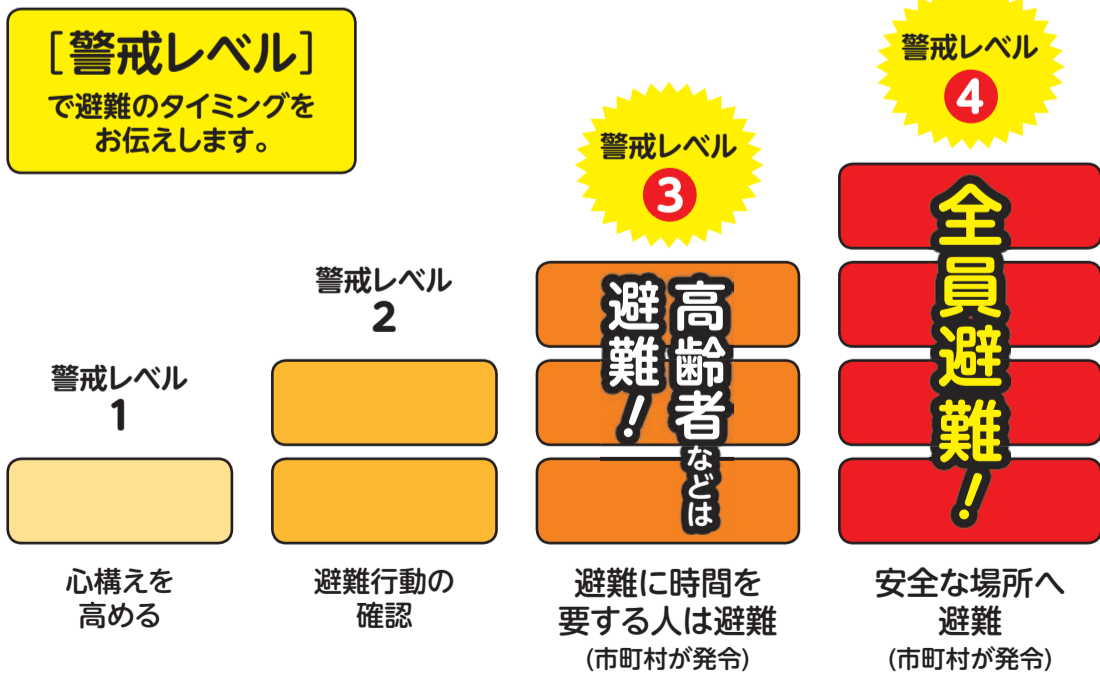 [警戒レベル]
で避難のタイミングを
お伝えします。
警戒レベル
1
心構えを
高める
警戒レベル
2
避難行動の
確認
警戒レベル
3
高齢者などは
避難!
避難に時間を
要する人は避難
(市町村が発令)
警戒レベル
4
全員避難!
安全な場所へ
避難
(市町村が発令)